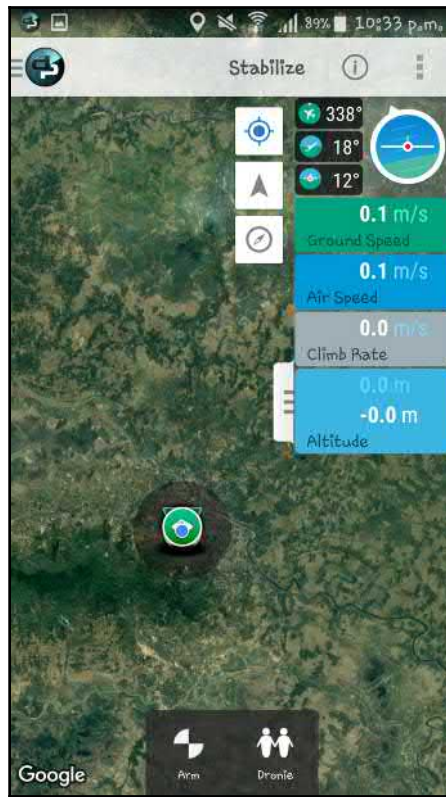 89% 10:33 p.m.
Stabilize
338°
18°
12°
0.1 m/s
Ground Speed
0.1 m/s
Air Speed
0.0 m/s
Climb Rate
0.0 m
-0.0 m
Altitude
Arm Dronie
Google